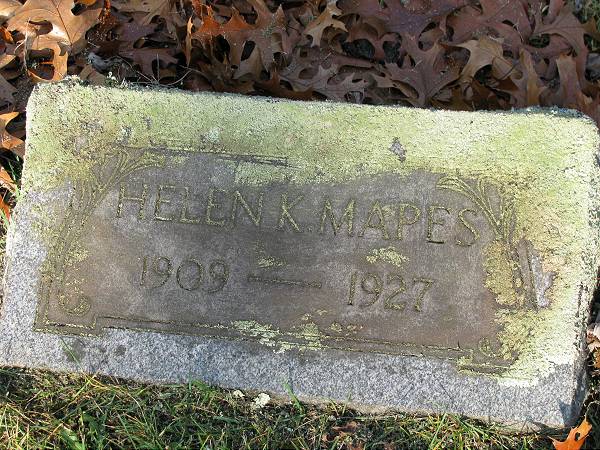 HELEN K. MAPES
1909 — 1927